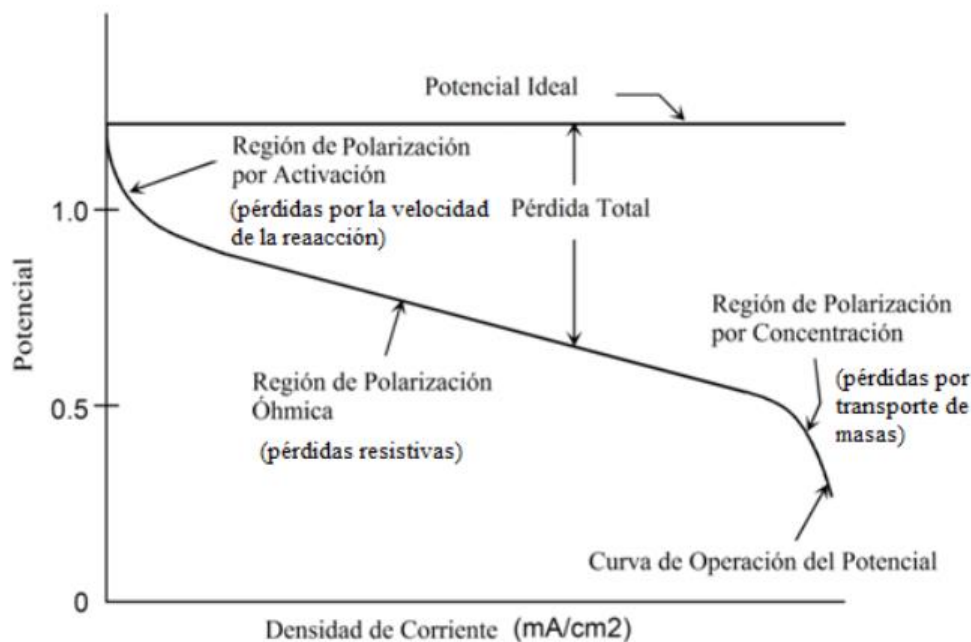 Potencial Ideal
Región de Polarización
por Activación
(pérdidas por la velocidad
de la reaacción)
Pérdida Total
1.0
Potencial
Región de Polarización
por Concentración
(pérdidas por
transporte de
masas)
Región de Polarización
Óhmica
(pérdidas resistivas)
0.5
Curva de Operación del Potencial
0
Densidad de Corriente (mA/cm2)